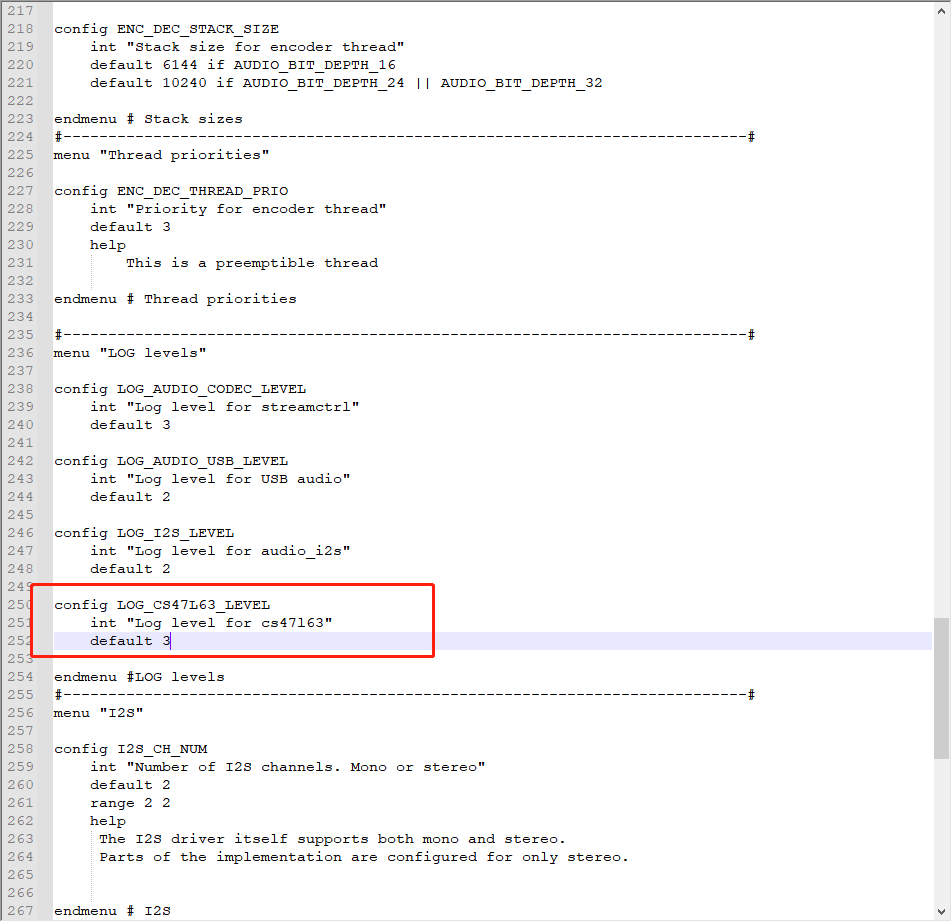 217
218 config ENC_DEC_STACK_SIZE
219     int "Stack size for encoder thread"
220     default 6144 if AUDIO_BIT_DEPTH_16
221     default 10240 if AUDIO_BIT_DEPTH_24 || AUDIO_BIT_DEPTH_32
222
223 endmenu # Stack sizes
224 #----------------------------------------------------------------------------#
225 menu "Thread priorities"
226
227 config ENC_DEC_THREAD_PRIO
228     int "Priority for encoder thread"
229     default 3
230     help
231         This is a preemptible thread
232
233 endmenu # Thread priorities
234
235 #----------------------------------------------------------------------------#
236 menu "LOG levels"
237
238 config LOG_AUDIO_CODEC_LEVEL
239     int "Log level for streamctrl"
240     default 3
241
242 config LOG_AUDIO_USB_LEVEL
243     int "Log level for USB audio"
244     default 2
245
246 config LOG_I2S_LEVEL
247     int "Log level for audio_i2s"
248     default 2
249
250 config LOG_CS47L63_LEVEL
251     int "Log level for cs47l63"
252     default 3
253
254 endmenu #LOG levels
255 #----------------------------------------------------------------------------#
256 menu "I2S"
257
258 config I2S_CH_NUM
259     int "Number of I2S channels. Mono or stereo"
260     default 2
261     range 2 2
262     help
263      The I2S driver itself supports both mono and stereo.
264      Parts of the implementation are configured for only stereo.
265
266
267 endmenu # I2S